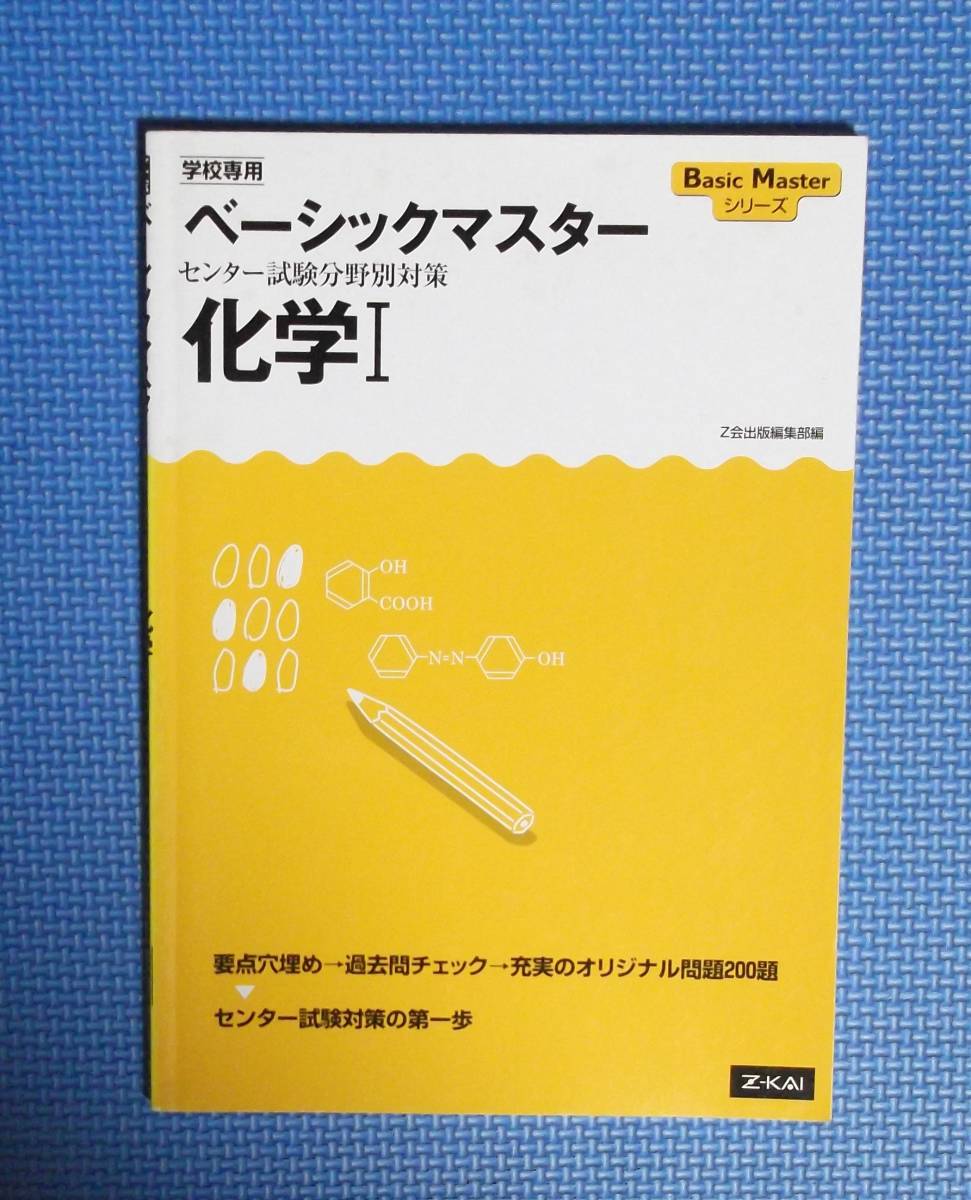 学校専用
Basic Master
シリーズ
ベーシックマスター
センター試験分野別対策
化学I
Z会出版編集部編
OH
COOH
N=N
OH
要点穴埋め→過去問チェック→充実のオリジナル問題200題
センター試験対策の第一歩
Z-KAI